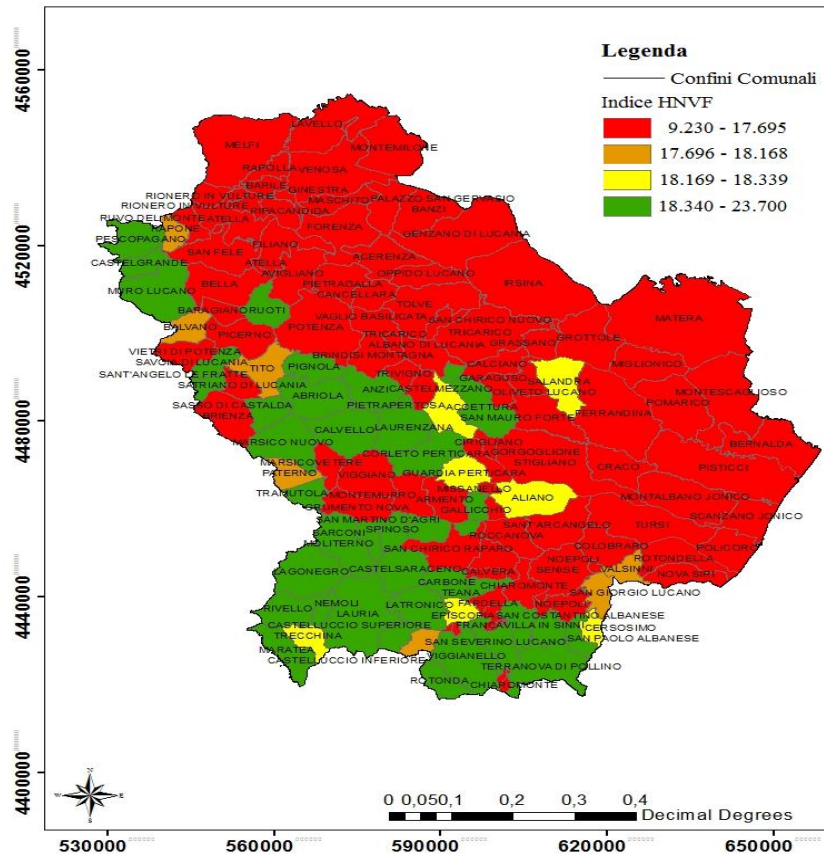 Legenda
Confini Comunali
Indice HNVF
9.230 - 17.695
17.696 - 18.168
18.169 - 18.339
18.340 - 23.700
4560000
4520000
4480000
4440000
4400000
530000
560000
590000
620000
650000
LAVELLO
MELFI
MONTEMILONE
RAPOLLA
VENOSA
BARILE
GINESTRA
RIONERO IN VULTURE
MASCHITO
PALAZZO SAN GERVASIO
RIONERO IN VULTURE
RIPACANDIDA
BANZI
RUVO DEL MONTE
ATELLA
RAPONE
FORENZA
GENZANO DI LUCANIA
PESCOPAGANO
FILIANO
SAN FELE
ACERENZA
CASTELGRANDE
ATELLA
AVIGLIANO
OPPIDO LUCANO
BELLA
PIETRAGALLA
IRSINA
MURO LUCANO
CANCELLARA
TOLVE
BARAGIANO
RUOTI
VAGLIO BASILICATA
SAN CHIRICO NUOVO
MATERA
BALVANO
POTENZA
PICERNO
TRICARICO
TRICARICO
GROTTOLE
ALBANO DI LUCANIA
GRASSANO
VIETRI DI POTENZA
BRINDISI MONTAGNA
SAVOIA DI LUCANIA
CALCIANO
MIGLIONICO
SANT'ANGELO LE FRATTE
TITO
PIGNOLA
TRIVIGNO
GARAGUSO
SALANDRA
SATRIANO DI LUCANIA
ANZI
CASTELMEZZANO
OLIVETO LUCANO
MONTESCAGLIOSO
ABRIOLA
POMARICO
SASSO DI CASTALDA
PIETRAPERTOSA
ACCETTURA
BRIENZA
SAN MAURO FORTE
FERRANDINA
CALVELLO
LAURENZANA
BERNALDA
MARSICO NUOVO
CIRIGLIANO
CORLETO PERTICARA
GORGOGLIONE
MARSICOVETERE
STIGLIANO
PISTICCI
PATERNO
VIGGIANO
GUARDIA PERTICARA
CRACO
TRAMUTOLA
MONTEMURRO
MISSANELLO
ALIANO
MONTALBANO JONICO
ARMENTO
GRUMENTO NOVA
GALLICCHIO
SCANZANO JONICO
SAN MARTINO D'AGRI
SANT'ARCANGELO
TURSI
SPINOSO
SARCONI
ROCCANOVA
MOLITERNO
COLOBRARO
POLICORO
SAN CHIRICO RAPARO
NOEPOLI
ROTONDELLA
LAGONEGRO
CASTELSARACENO
CALVERA
SENISE
VALSINNI
NOVA SIRI
CARBONE
CHIAROMONTE
TEANA
SAN GIORGIO LUCANO
RIVELLO
NEMOLI
LATRONICO
FARDELLA
NOEPOLI
LAURIA
EPISCOPIA
SAN COSTANTINO ALBANESE
CASTELLUCCIO SUPERIORE
FRANCAVILLA IN SINNI
CERSOSIMO
TRECCHINA
SAN SEVERINO LUCANO
SAN PAOLO ALBANESE
MARATEA
VIGGIANELLO
CASTELLUCCIO INFERIORE
TERRANOVA DI POLLINO
ROTONDA
CHIAROMONTE
N
W
E
S
0 0,050,1 0,2 0,3 0,4
Decimal Degrees